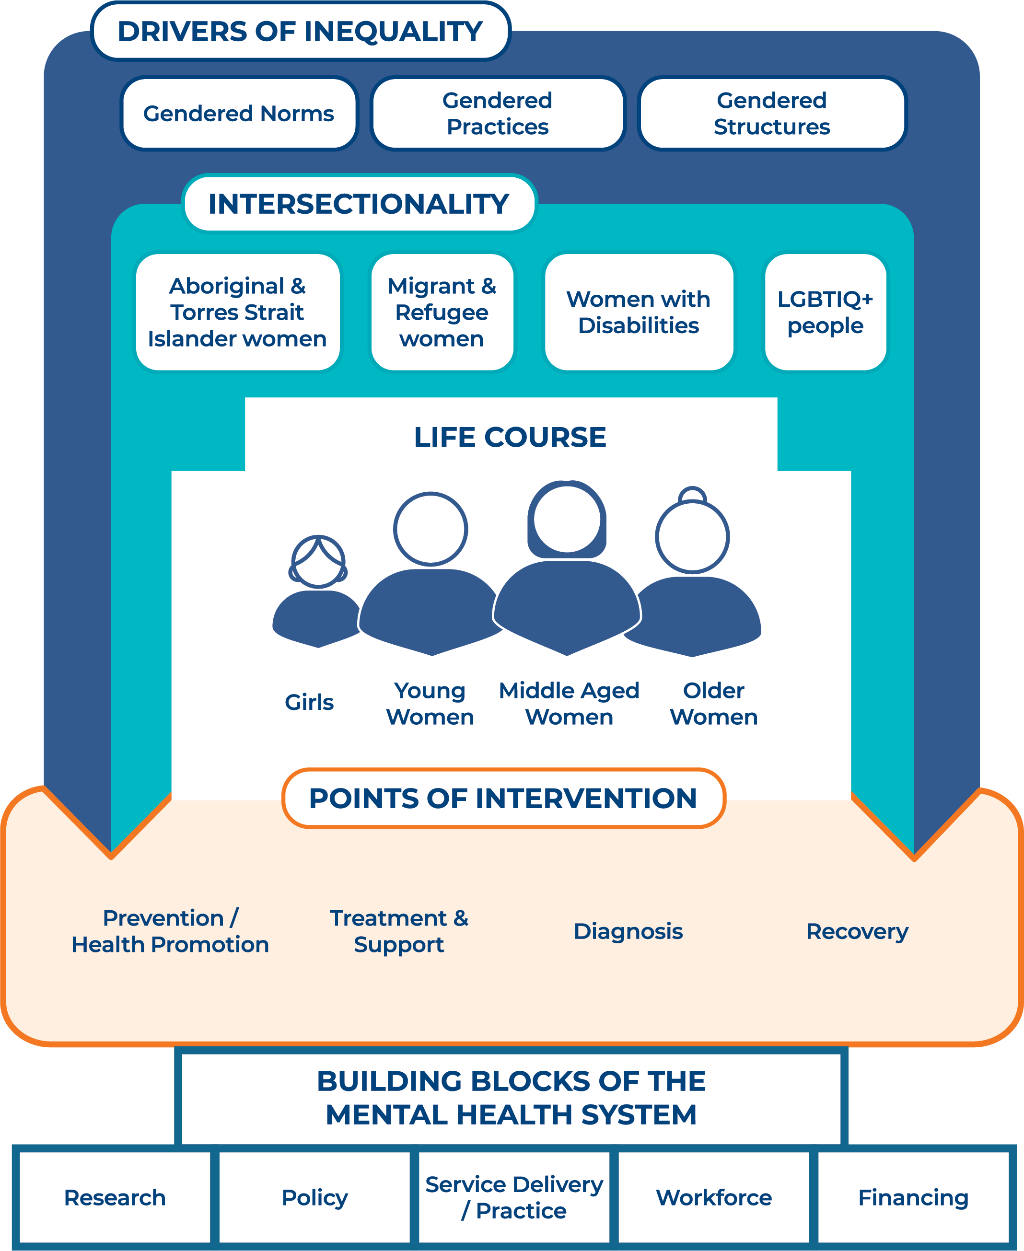 DRIVERS OF INEQUALITY
Gendered Norms
Gendered
Practices
Gendered
Structures
INTERSECTIONALITY
Aboriginal &
Torres Strait
Islander women
Migrant &
Refugee
women
Women with
Disabilities
LGBTIQ+
people
LIFE COURSE
Girls
Young
Women
Middle Aged
Women
Older
Women
POINTS OF INTERVENTION
Prevention /
Health Promotion
Treatment &
Support
Diagnosis
Recovery
BUILDING BLOCKS OF THE
MENTAL HEALTH SYSTEM
Research
Policy
Service Delivery
/ Practice
Workforce
Financing